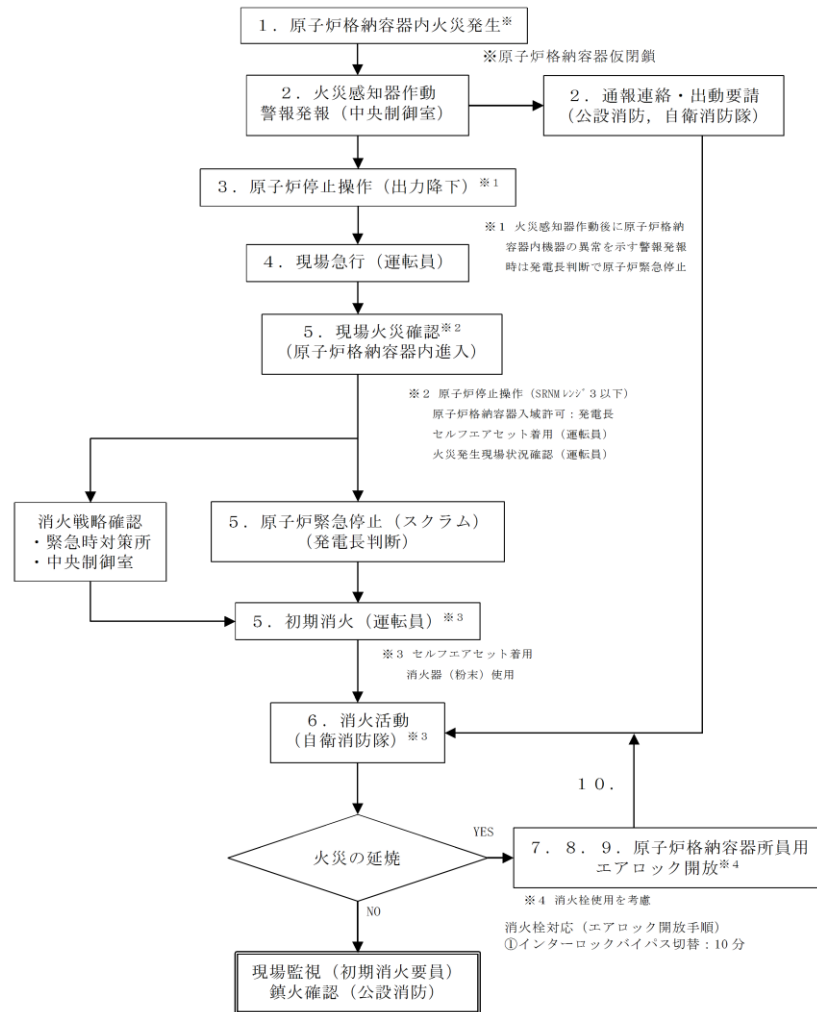 1.原子炉格納容器内火災発生※
※原子炉格納容器仮閉鎖
2.火災感知器作動
警報発報(中央制御室)
2.通報連絡・出動要請
(公設消防,自衛消防隊)
3.原子炉停止操作(出力降下)※1
※1 火災感知器作動後に原子炉格納
容器内機器の異常を示す警報発報
時は発電長判断で原子炉緊急停止
4.現場急行(運転員)
5.現場火災確認※2
(原子炉格納容器内進入)
※2 原子炉停止操作(SRNMレンジ3以下)
原子炉格納容器入域許可:発電長
セルフエアセット着用(運転員)
火災発生現場状況確認(運転員)
消火戦略確認
・緊急時対策所
・中央制御室
5.原子炉緊急停止(スクラム)
(発電長判断)
5.初期消火(運転員)※3
※3 セルフエアセット着用
消火器(粉末)使用
6.消火活動
(自衛消防隊)※3
10.
火災の延焼
YES
7.8.9.原子炉格納容器所員用
エアロック開放※4
※4 消火栓使用を考慮
NO
消火栓対応(エアロック開放手順)
①インターロックバイパス切替:10分
現場監視(初期消火要員)
鎮火確認(公設消防)